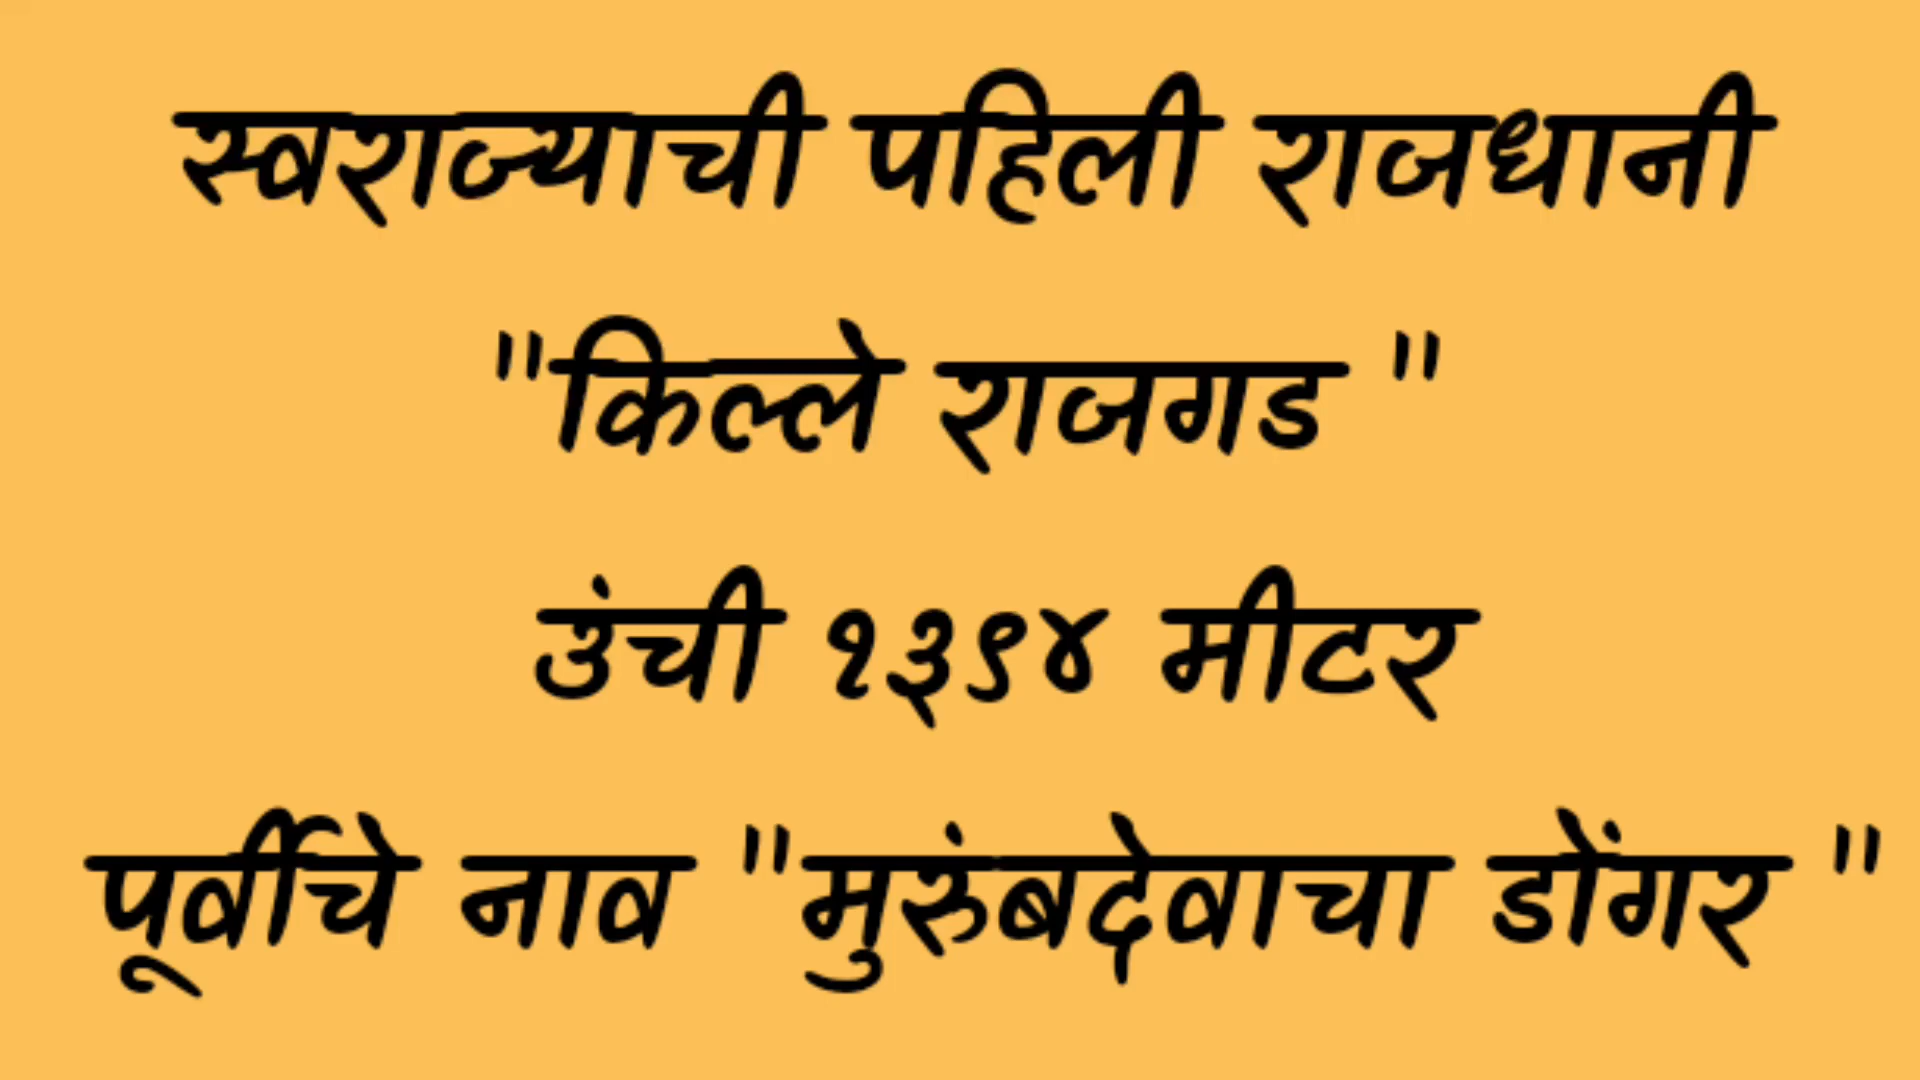 स्वराज्याची पहिली राजधानी
"किल्ले राजगड "
उंची १३९४ मीटर
पूर्वीचे नाव "मुरुंबदेवाचा डोंगर "